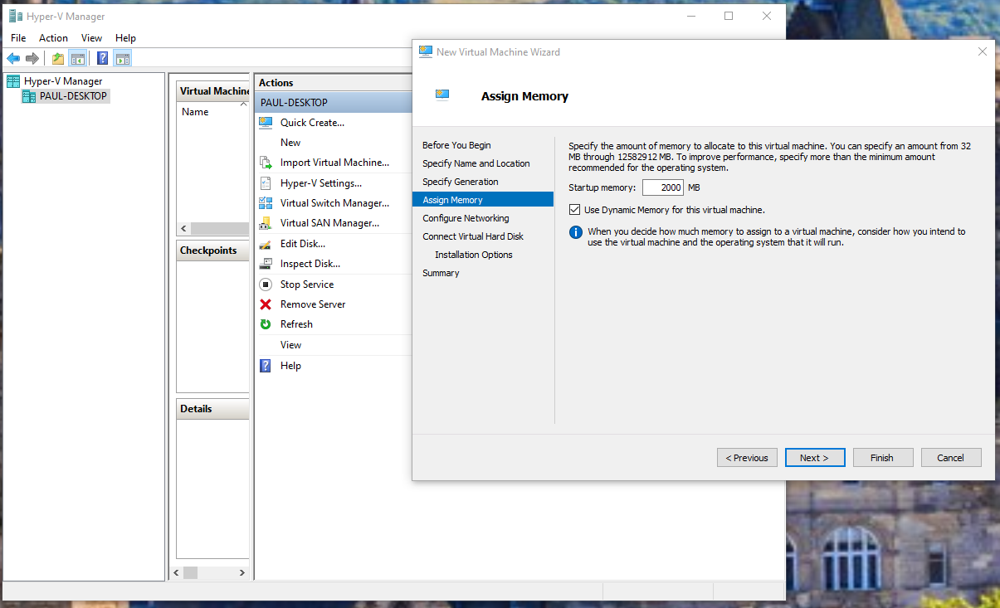 Hyper-V Manager
File Action View Help
Hyper-V Manager
PAUL-DESKTOP
Virtual Machine
Name
Checkpoints
Details
Actions
PAUL-DESKTOP
Quick Create...
New
Import Virtual Machine...
Hyper-V Settings...
Virtual Switch Manager...
Virtual SAN Manager...
Edit Disk...
Inspect Disk...
Stop Service
Remove Server
Refresh
View
Help
New Virtual Machine Wizard
Assign Memory
Before You Begin
Specify Name and Location
Specify Generation
Assign Memory
Configure Networking
Connect Virtual Hard Disk
Installation Options
Summary
Specify the amount of memory to allocate to this virtual machine. You can specify an amount from 32
MB through 12582912 MB. To improve performance, specify more than the minimum amount
recommended for the operating system.
Startup memory: 2000 MB
Use Dynamic Memory for this virtual machine.
When you decide how much memory to assign to a virtual machine, consider how you intend to
use the virtual machine and the operating system that it will run.
< Previous Next > Finish Cancel